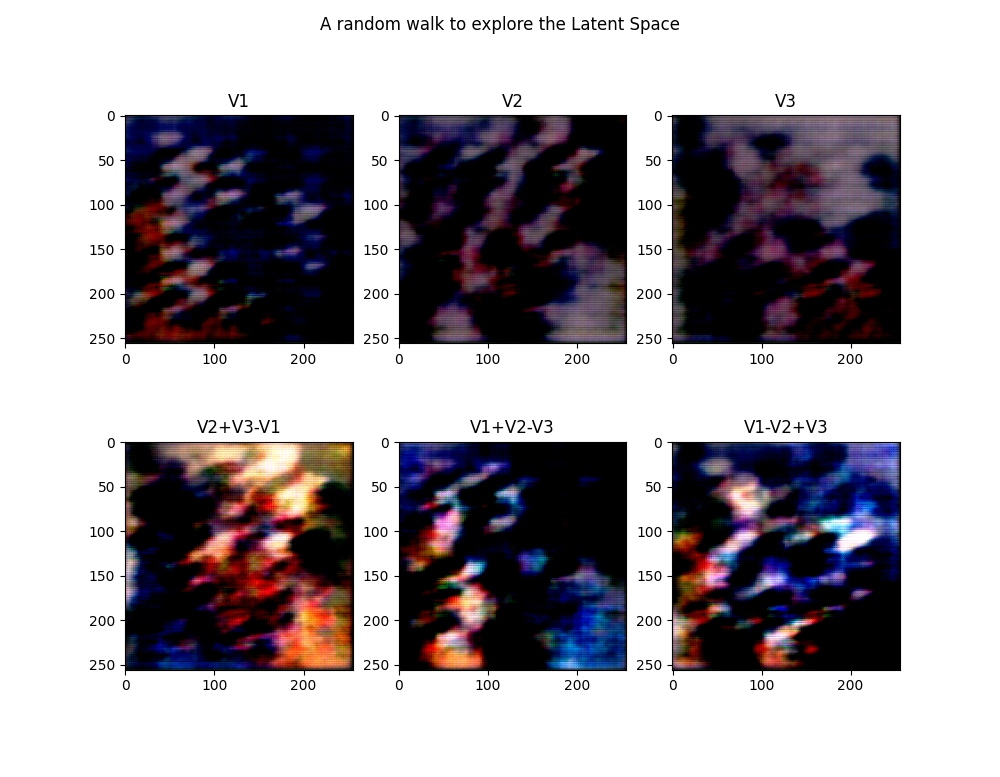 A random walk to explore the Latent Space
V1 V2 V3
0 0 0
50 50 50
100 100 100
150 150 150
200 200 200
250 250 250
0 100 200 0 100 200 0 100 200
V2+V3-V1 V1+V2-V3 V1-V2+V3
0 0 0
50 50 50
100 100 100
150 150 150
200 200 200
250 250 250
0 100 200 0 100 200 0 100 200